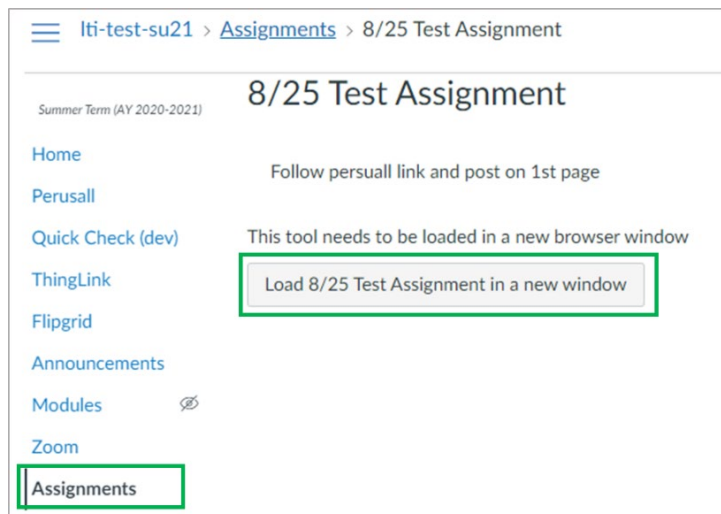 lti-test-su21 > Assignments > 8/25 Test Assignment
Summer Term (AY 2020-2021)
8/25 Test Assignment
Home
Follow persuall link and post on 1st page
Perusall
Quick Check (dev)
This tool needs to be loaded in a new browser window
ThingLink
Load 8/25 Test Assignment in a new window
Flipgrid
Announcements
Modules
Zoom
Assignments